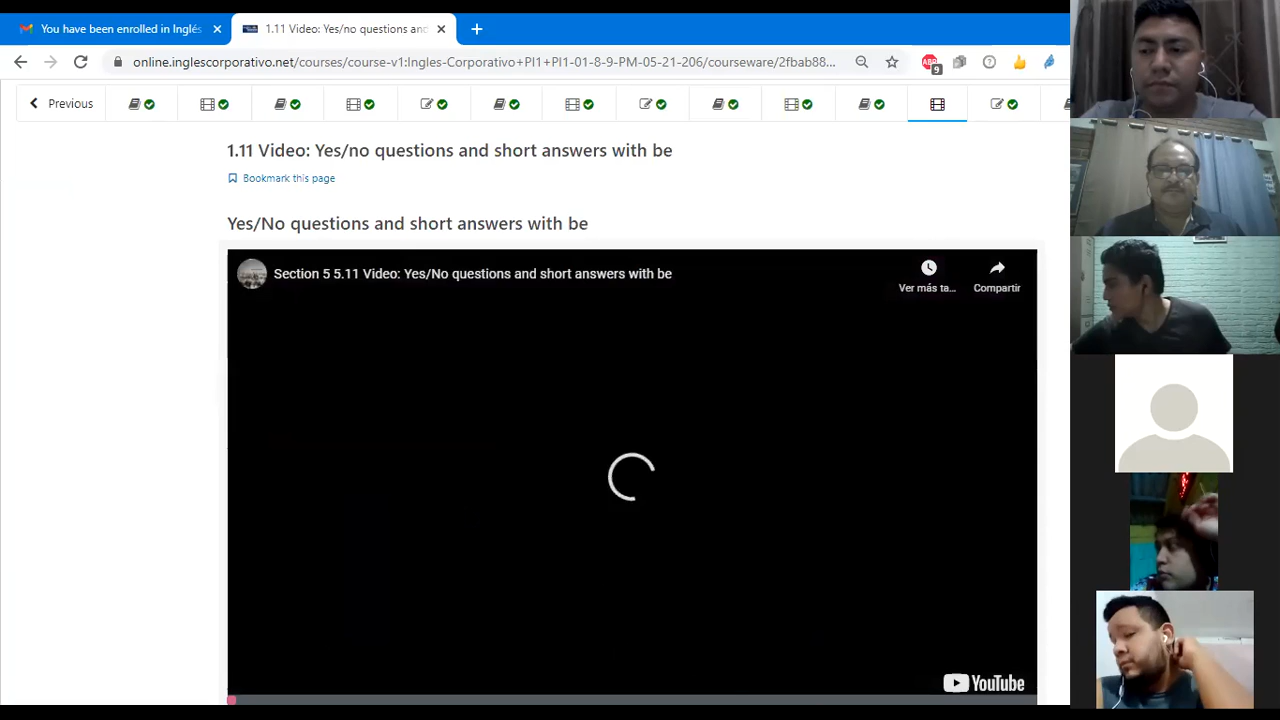 You have been enrolled in Inglés
1.11 Video: Yes/no questions and
online.inglescorporativo.net/courses/course-v1:Ingles-Corporativo+PI1+PI1-01-8-9-PM-05-21-206/courseware/2fbab88...
ABP
9
Previous
1.11 Video: Yes/no questions and short answers with be
Bookmark this page
Yes/No questions and short answers with be
Section 5 5.11 Video: Yes/No questions and short answers with be
Ver más ta...
Compartir
YouTube